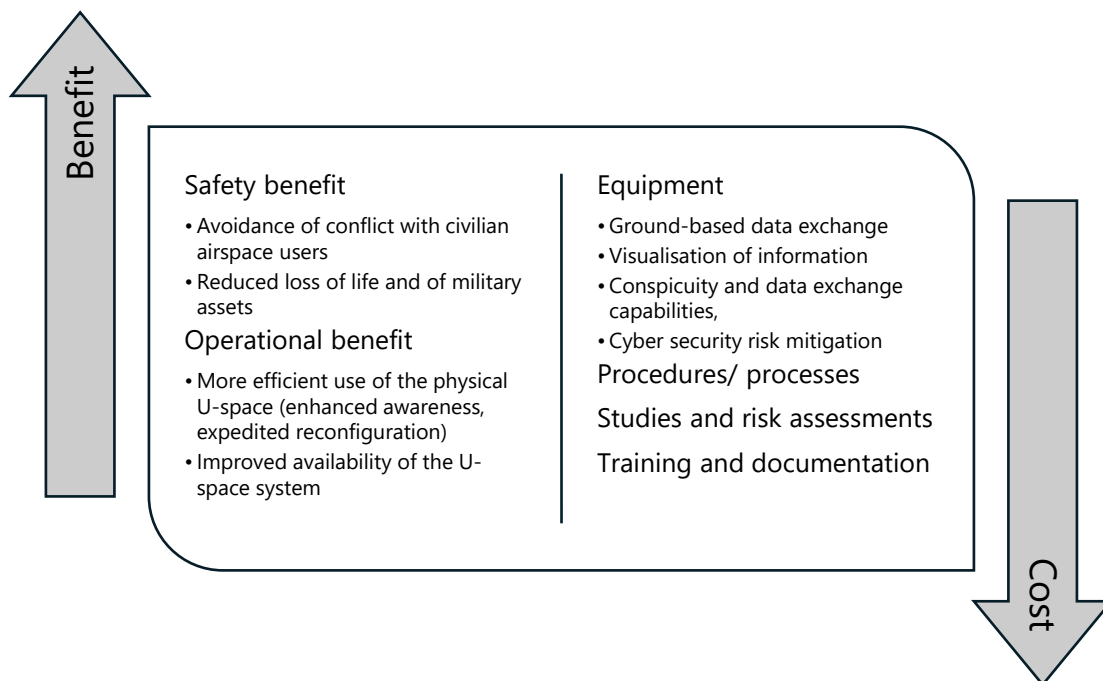 Benefit
Safety benefit
• Avoidance of conflict with civilian
airspace users
• Reduced loss of life and of military
assets
Operational benefit
• More efficient use of the physical
U-space (enhanced awareness,
expedited reconfiguration)
• Improved availability of the U-
space system
Equipment
• Ground-based data exchange
• Visualisation of information
• Conspicuity and data exchange
capabilities,
• Cyber security risk mitigation
Procedures/ processes
Studies and risk assessments
Training and documentation
Cost